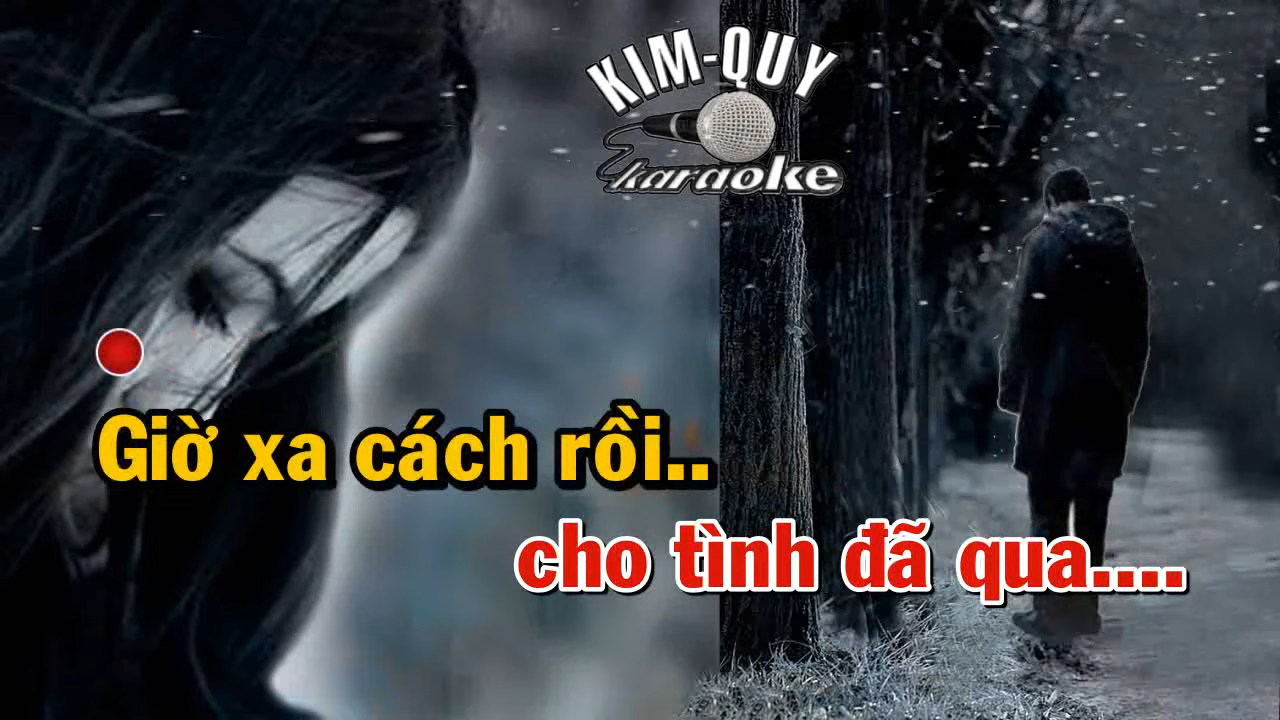 KIM-QUY
karaoke
Giờ xa cách rồi..
cho tình đã qua....